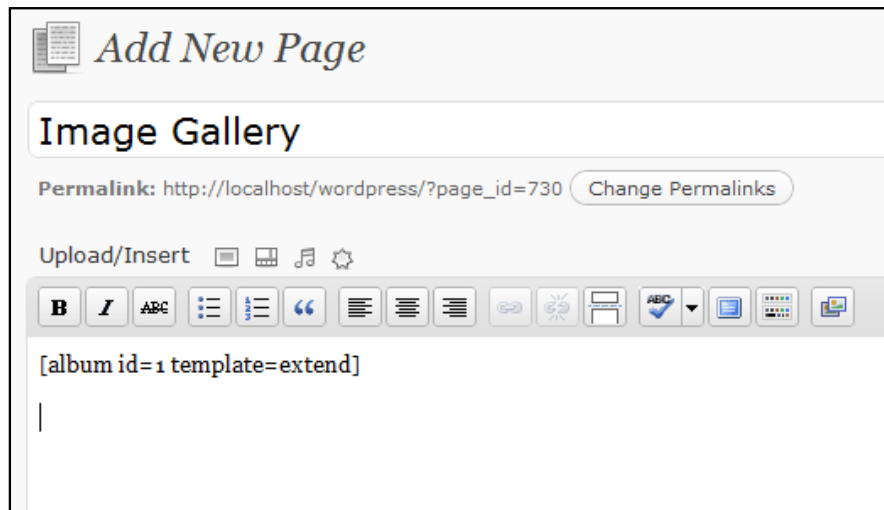 Add New Page
Image Gallery
Permalink: http://localhost/wordpress/?page_id=730 Change Permalinks
Upload/Insert
B I ABC ABC
[album id=1 template=extend]